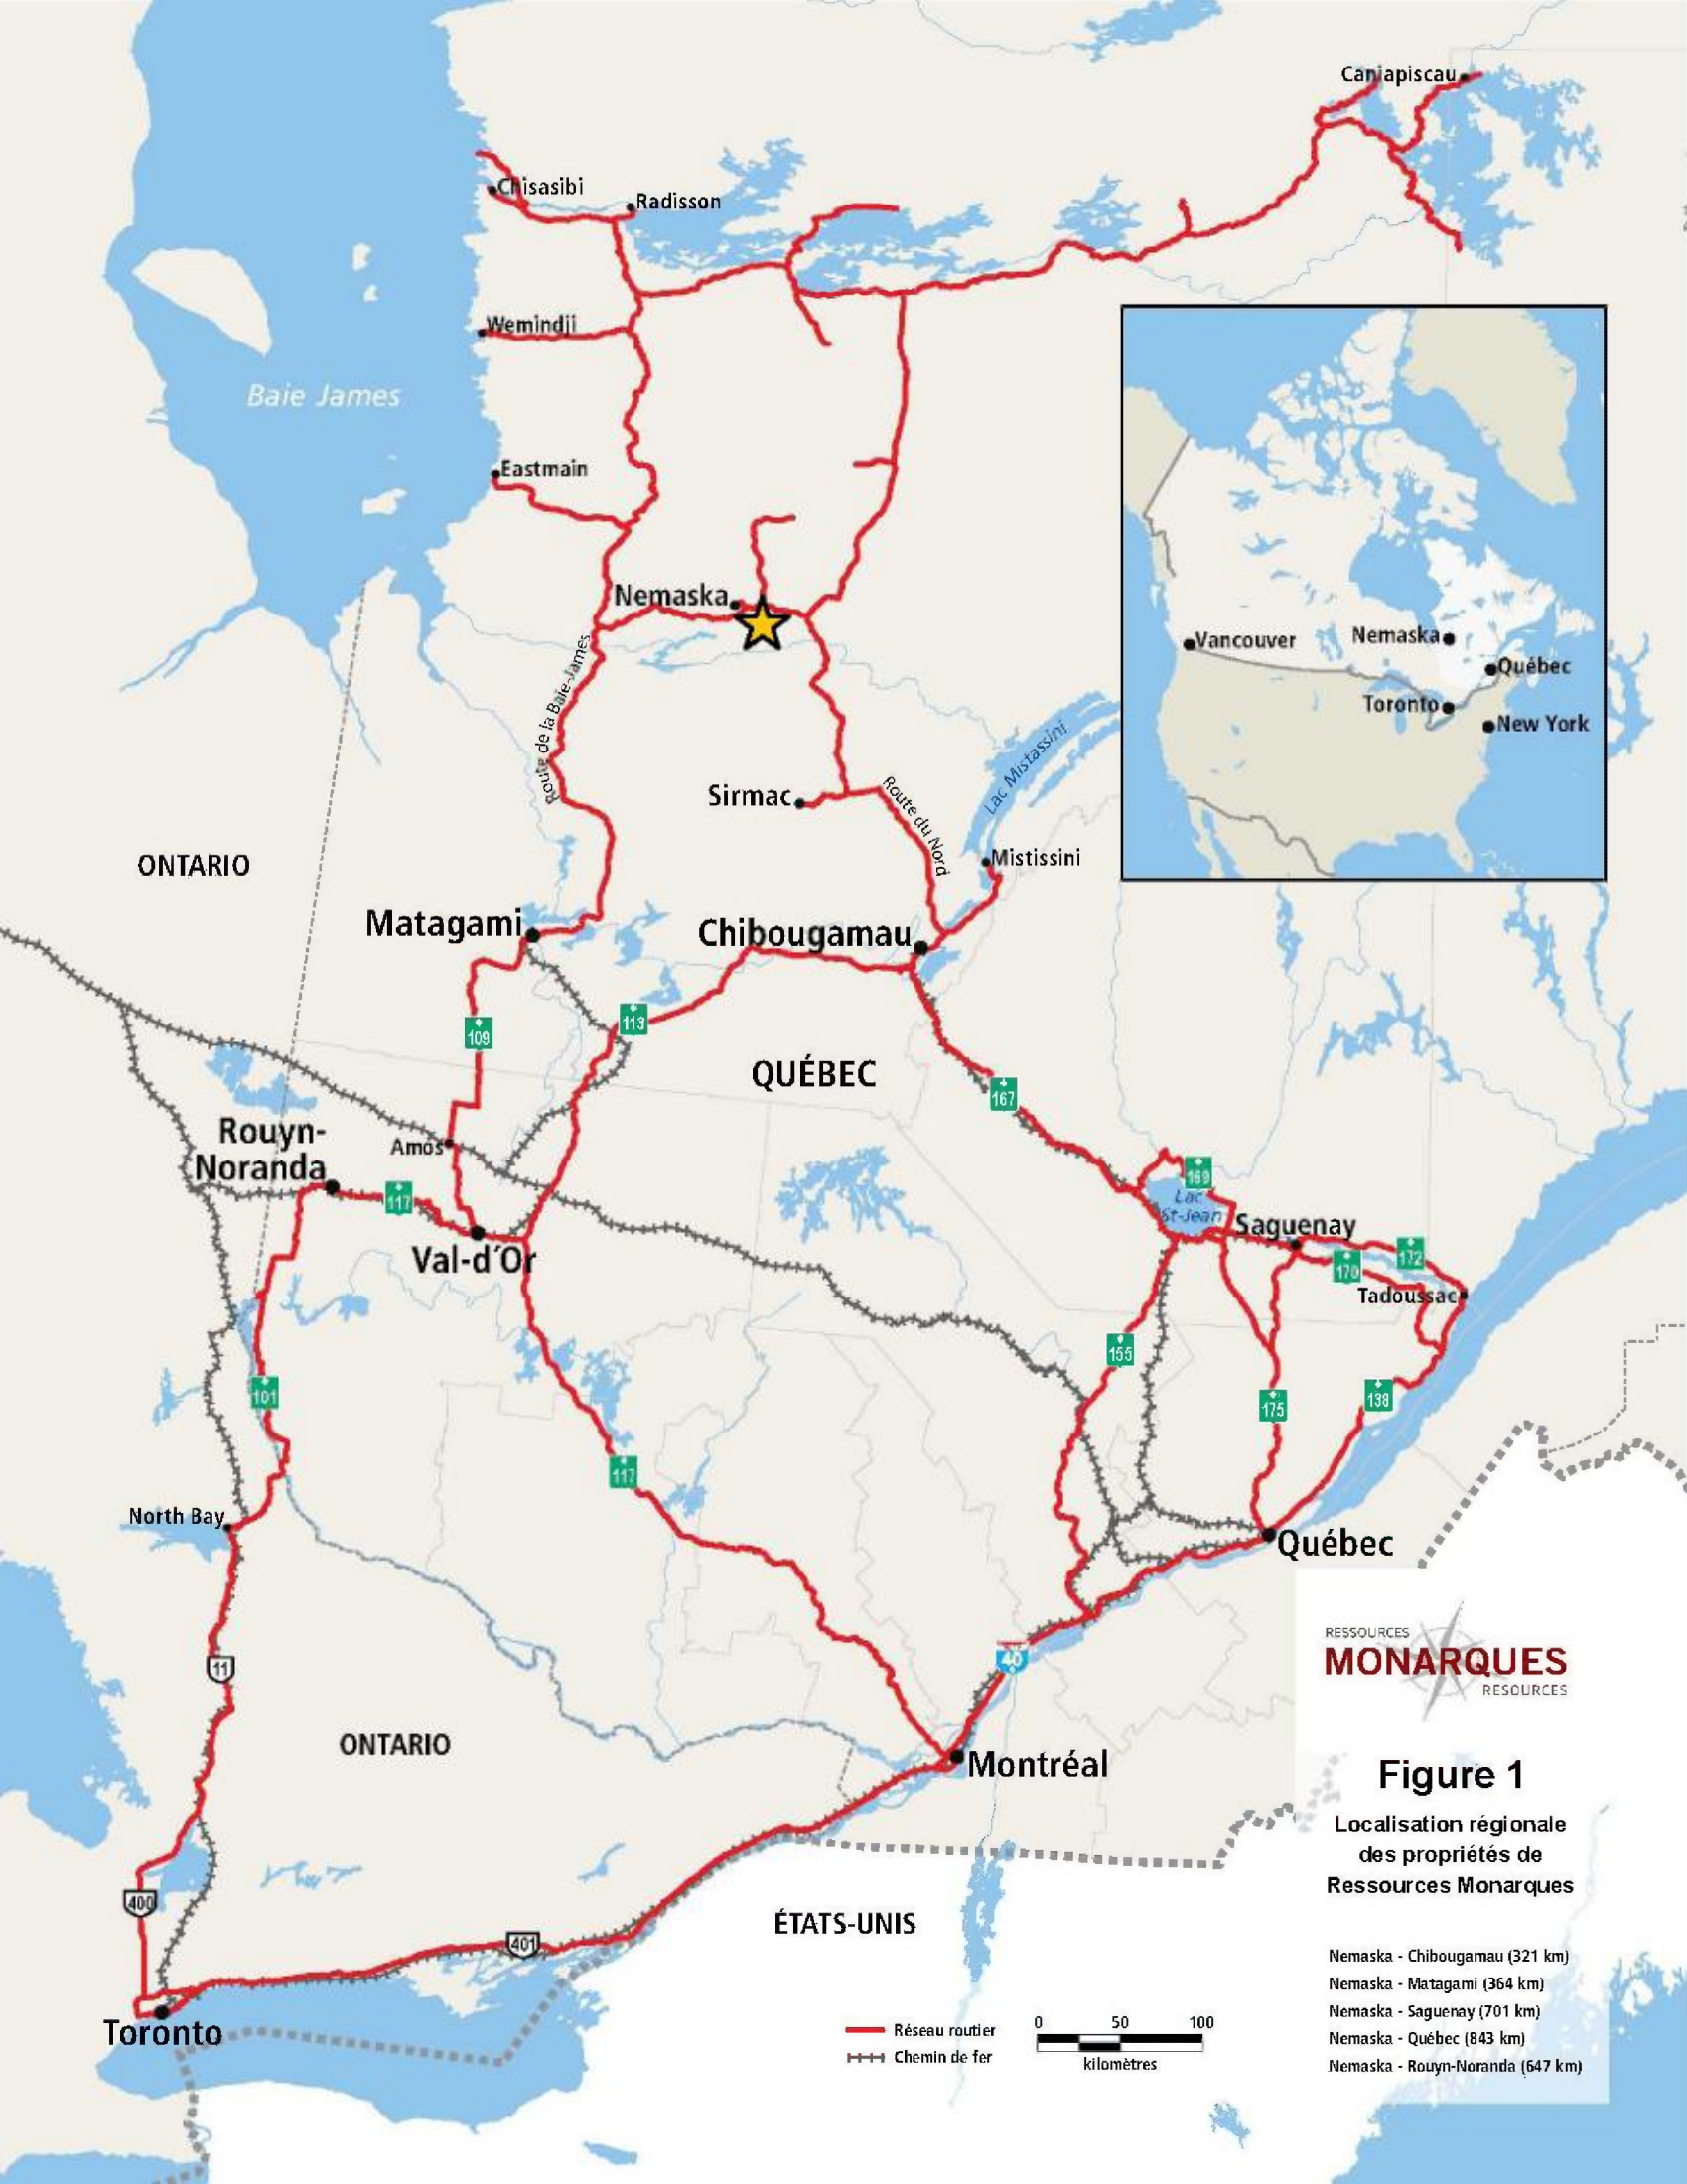 Caniapiscau
Chisasibi
Radisson
Wemindji
Baie James
Eastmain
Nemaska
Route de la Baie-James
Vancouver
Nemaska
Québec
Toronto
New York
Sirmac
Route du Nord
Lac Mistassini
Mistissini
ONTARIO
Matagami
Chibougamau
113
109
QUÉBEC
167
Rouyn-
Noranda
Amos
117
169
Lac
St-Jean
Saguenay
172
170
Val-d'Or
Tadoussac
155
101
175
138
117
North Bay
Québec
11
40
ONTARIO
Montréal
400
401
ÉTATS-UNIS
Toronto
RESSOURCES
MONARQUES
RESOURCES
Figure 1
Localisation régionale
des propriétés de
Ressources Monarques
Nemaska - Chibougamau (321 km)
Nemaska - Matagami (364 km)
Nemaska - Saguenay (701 km)
Nemaska - Québec (843 km)
Nemaska - Rouyn-Noranda (647 km)
Réseau routier
Chemin de fer
0 50 100
kilomètres